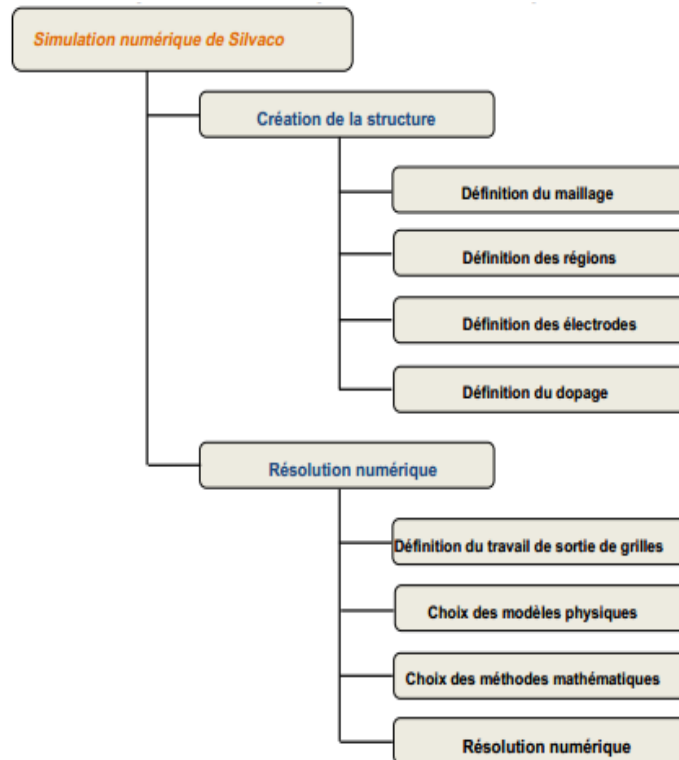 Simulation numérique de Silvaco
Création de la structure
Définition du maillage
Définition des régions
Définition des électrodes
Définition du dopage
Résolution numérique
Définition du travail de sortie de grilles
Choix des modèles physiques
Choix des méthodes mathématiques
Résolution numérique